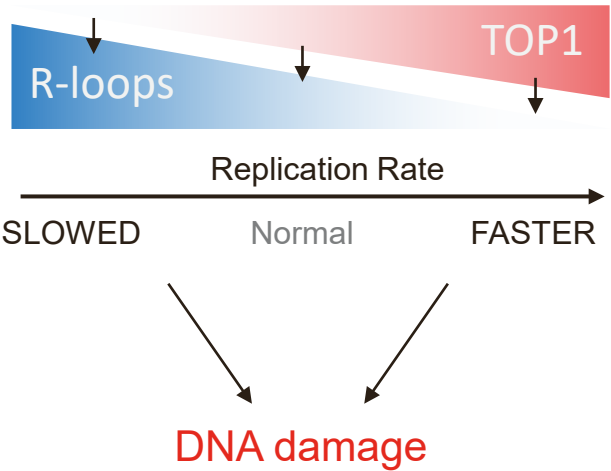 TOP1
R-loops
Replication Rate
SLOWED Normal FASTER
DNA damage